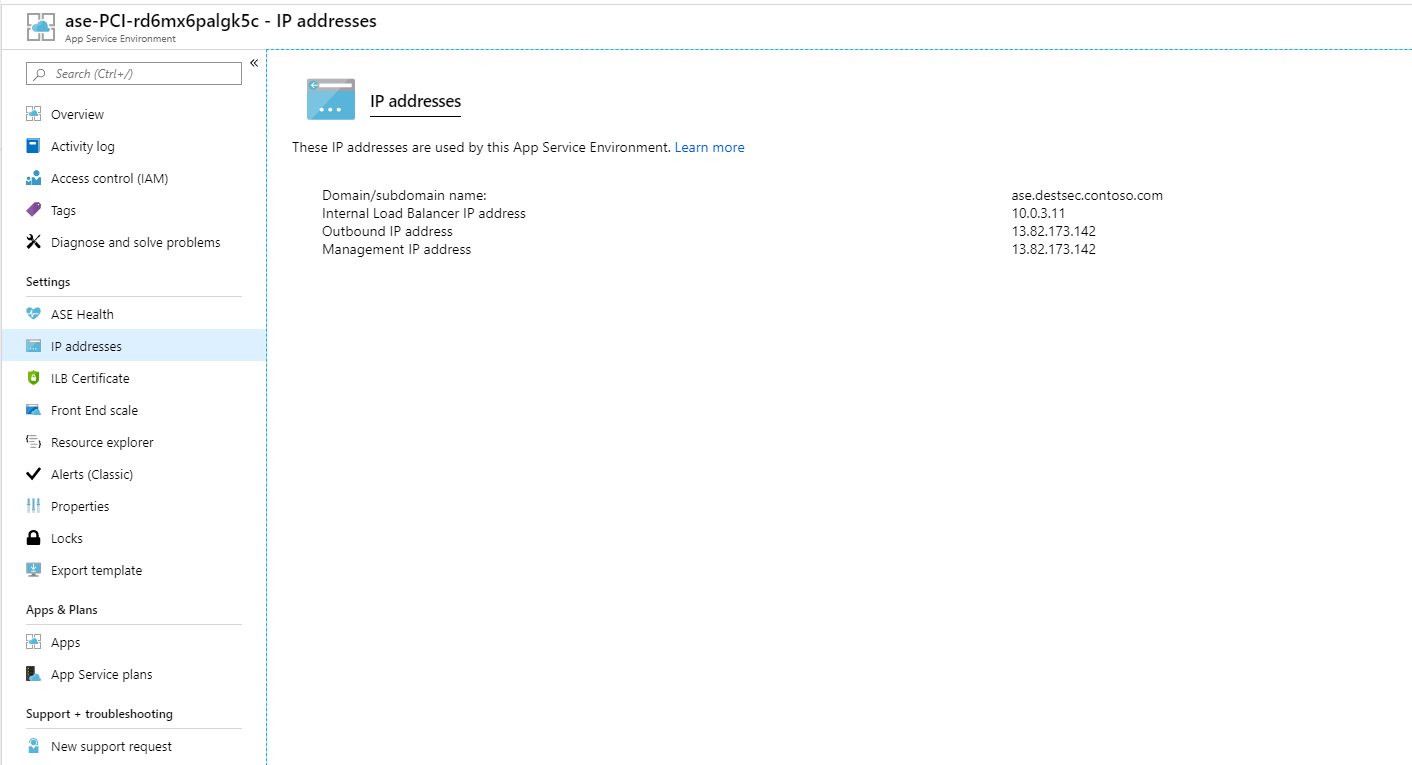 ase-PCI-rd6mx6palgk5c - IP addresses
App Service Environment
Search (Ctrl+/)
«
Overview
Activity log
Access control (IAM)
Tags
Diagnose and solve problems
Settings
ASE Health
IP addresses
ILB Certificate
Front End scale
Resource explorer
Alerts (Classic)
Properties
Locks
Export template
Apps & Plans
Apps
App Service plans
Support + troubleshooting
New support request
IP addresses
These IP addresses are used by this App Service Environment. Learn more
Domain/subdomain name: ase.destsec.contoso.com
Internal Load Balancer IP address 10.0.3.11
Outbound IP address 13.82.173.142
Management IP address 13.82.173.142